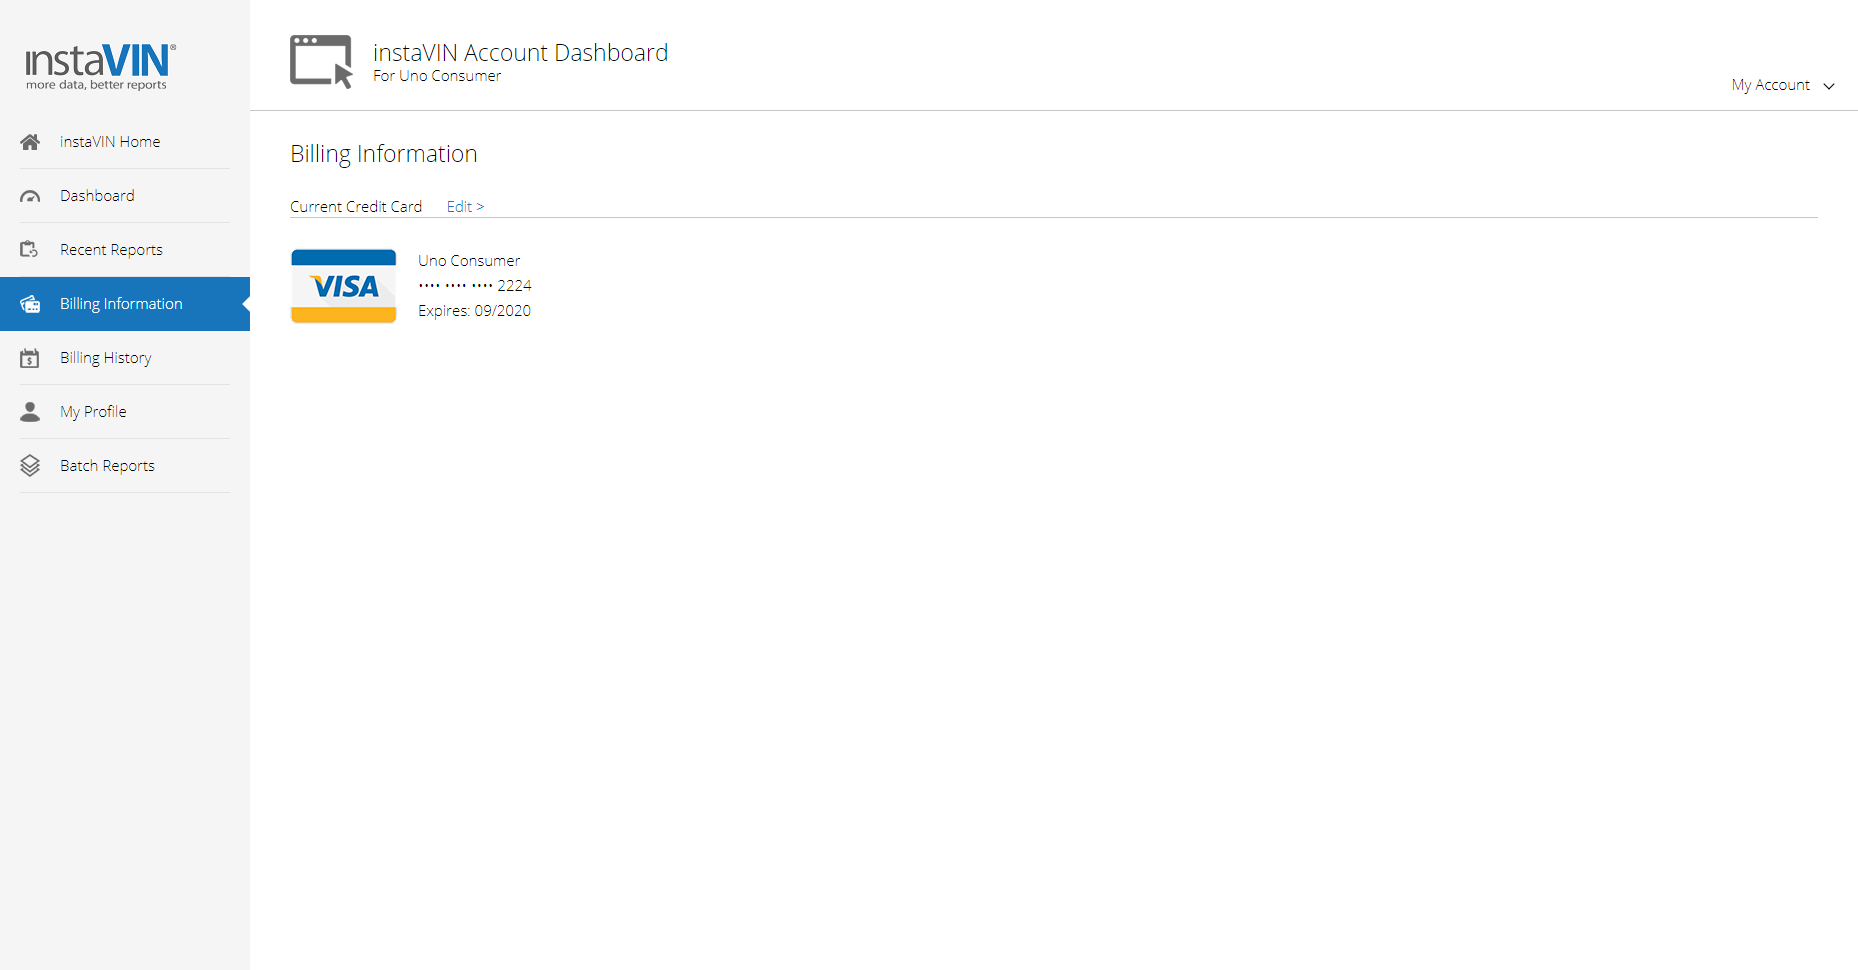 instaVIN®
more data, better reports
instaVIN Home
Dashboard
Recent Reports
Billing Information
Billing History
$
My Profile
Batch Reports
instaVIN Account Dashboard
For Uno Consumer
My Account
Billing Information
Current Credit Card Edit >
VISA
Uno Consumer
•••• •••• •••• 2224
Expires: 09/2020